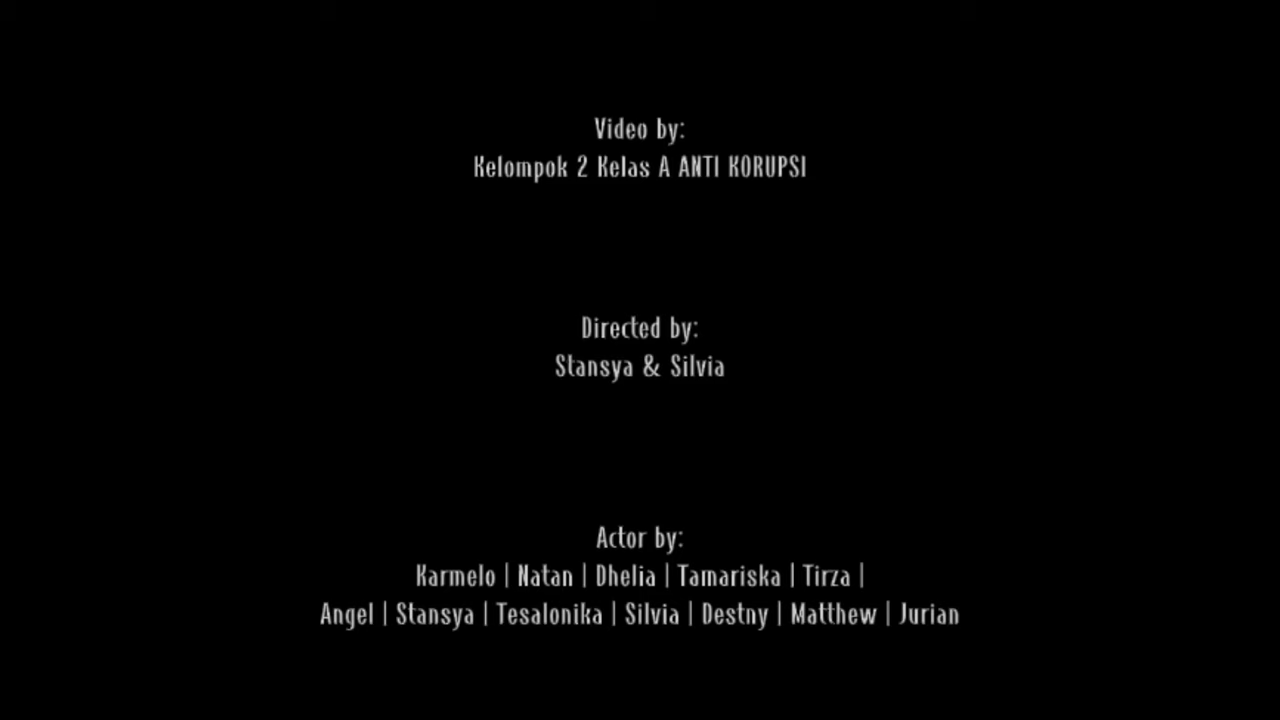 Video by:
Kelompok 2 Kelas A ANTI KORUPSI
Directed by:
Stansya & Silvia
Actor by:
Karmelo | Natan | Dhelia | Tamariska | Tirza |
Angel | Stansya | Tesalonika | Silvia | Destny | Matthew | Jurian